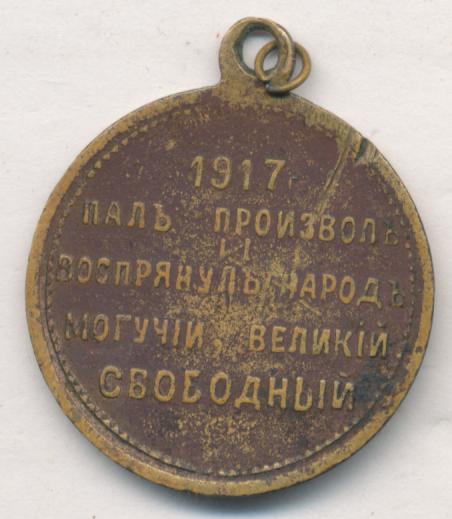 1917 г
ПАЛЪ ПРОИЗВОЛЪ
И
ВОСПРЯНУЛЪ НАРОДЪ
МОГУЧІЙ, ВЕЛИКІЙ
СВОБОДНЫЙ